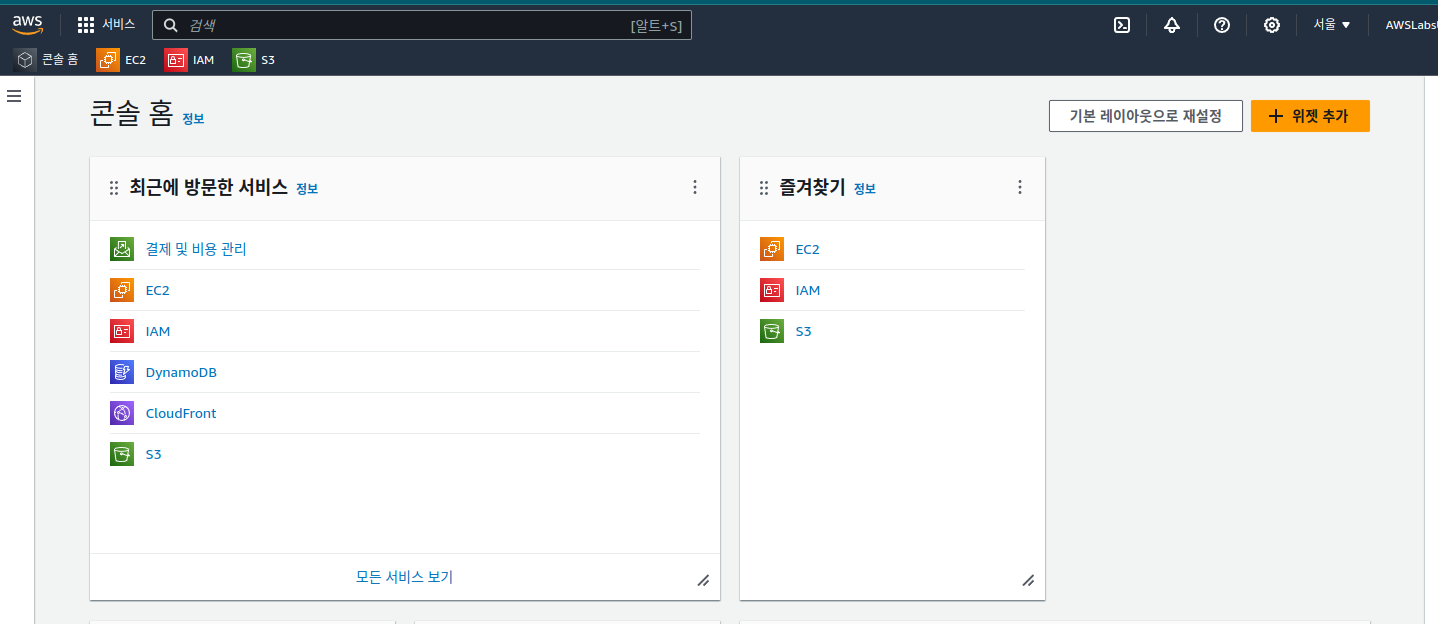 aws 서비스 검색 [알트+S] 서울 AWSLabs
콘솔 홈 EC2 IAM S3
콘솔 홈 정보 기본 레이아웃으로 재설정 위젯 추가
최근에 방문한 서비스 정보
결제 및 비용 관리
EC2
IAM
DynamoDB
CloudFront
S3
모든 서비스 보기
즐겨찾기 정보
EC2
IAM
S3